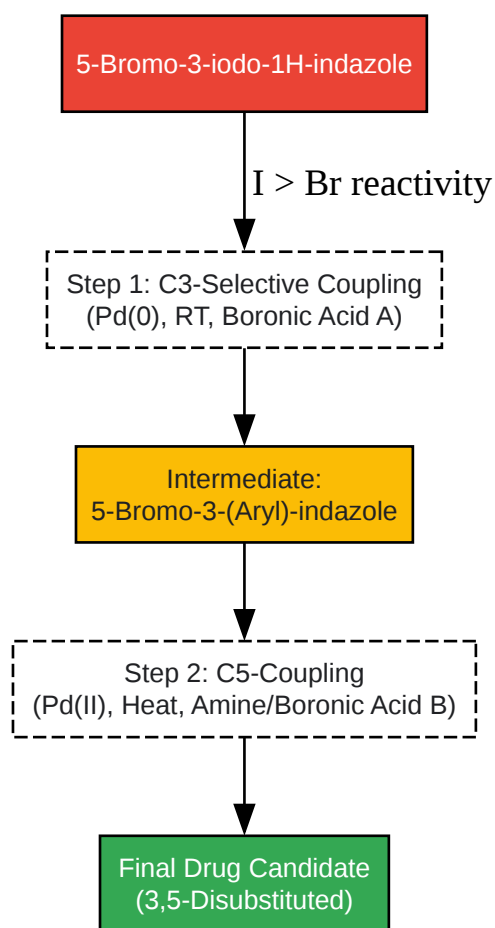 5-Bromo-3-iodo-1H-indazole
I > Br reactivity
Step 1: C3-Selective Coupling
(Pd(0), RT, Boronic Acid A)
Intermediate:
5-Bromo-3-(Aryl)-indazole
Step 2: C5-Coupling
(Pd(II), Heat, Amine/Boronic Acid B)
Final Drug Candidate
(3,5-Disubstituted)